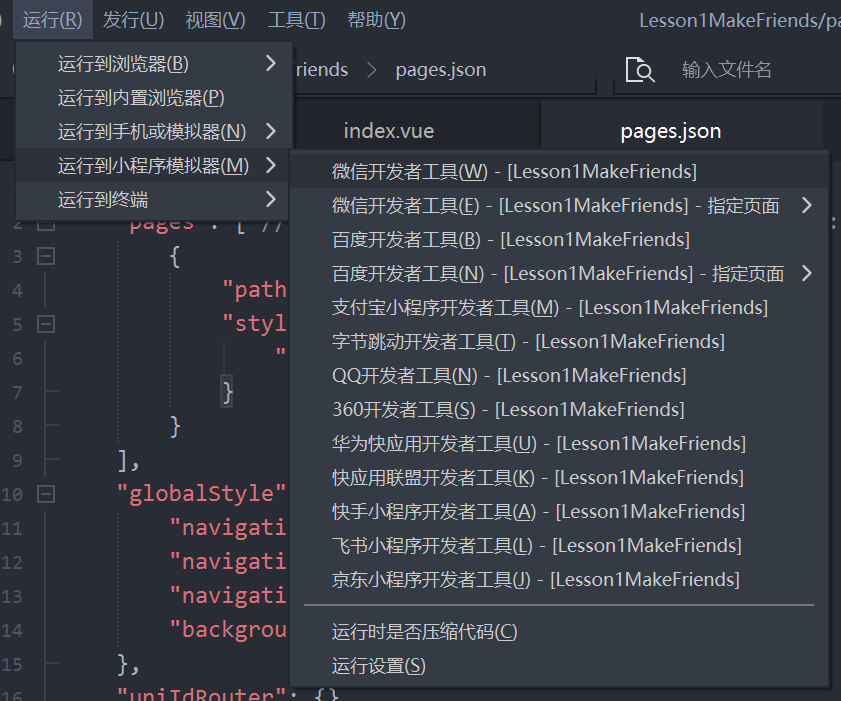 运行(R) 发行(U) 视图(V) 工具(T) 帮助(Y) Lesson1MakeFriends/pa
运行到浏览器(B)
运行到内置浏览器(P)
运行到手机或模拟器(N)
运行到小程序模拟器(M)
运行到终端
riends > pages.json 输入文件名
index.vue pages.json
微信开发者工具(W) - [Lesson1MakeFriends]
微信开发者工具(E) - [Lesson1MakeFriends] - 指定页面
百度开发者工具(B) - [Lesson1MakeFriends]
百度开发者工具(N) - [Lesson1MakeFriends] - 指定页面
支付宝小程序开发者工具(M) - [Lesson1MakeFriends]
字节跳动开发者工具(T) - [Lesson1MakeFriends]
QQ开发者工具(N) - [Lesson1MakeFriends]
360开发者工具(S) - [Lesson1MakeFriends]
华为快应用开发者工具(U) - [Lesson1MakeFriends]
快应用联盟开发者工具(K) - [Lesson1MakeFriends]
快手小程序开发者工具(A) - [Lesson1MakeFriends]
飞书小程序开发者工具(L) - [Lesson1MakeFriends]
京东小程序开发者工具(J) - [Lesson1MakeFriends]
运行时是否压缩代码(C)
运行设置(S)
2 "pages": [ //
3 {
4 "path
5 "styl
6 "
7 }
8 }
9 ],
10 "globalStyle"
11 "navigati
12 "navigati
13 "navigati
14 "backgrou
15 },
16 "uniIdRouter": {}